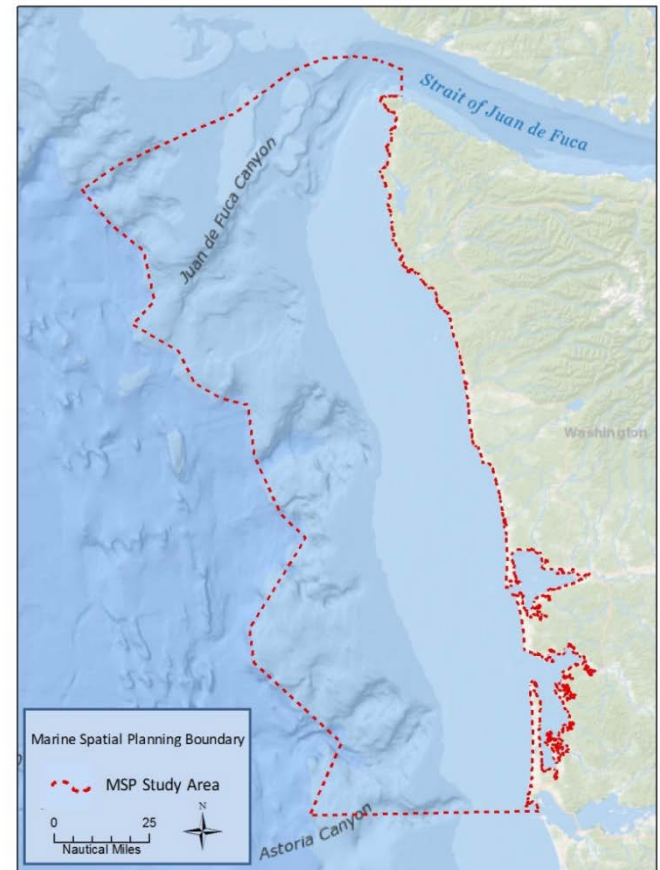 Strait of Juan de Fuca
Juan de Fuca Canyon
Washington
Marine Spatial Planning Boundary
MSP Study Area
N
0 25
Nautical Miles
Astoria Canyon